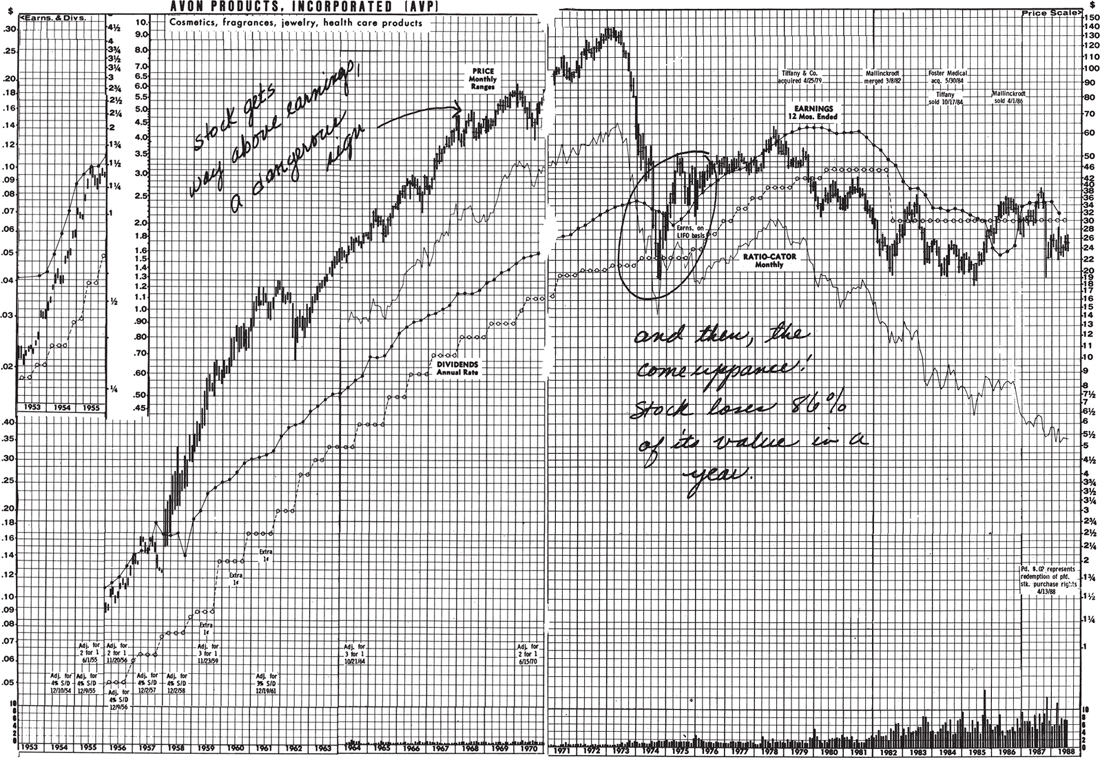 AVON PRODUCTS, INCORPORATED (AVP)
Cosmetics, fragrances, jewelry, health care products
$
<Earns. & Divs.
Price Scale>
$
stock gets
way above earnings,
a dangerous
sign
PRICE
Monthly
Ranges
Tiffany & Co.
acquired 4/25/79
Mallinckrodt
merged 3/8/82
Foster Medical
acq. 5/30/84
Tiffany
sold 10/17/84
Mallinckrodt
sold 4/1/86
EARNINGS
12 Mos. Ended
Earns. on
LIFO basis
RATIO-CATOR
Monthly
DIVIDENDS
Annual Rate
and then, the
come uppance!
Stock loses 86%
of its value in a
year.
Extra
1¢
Extra
1¢
Extra
1¢
Pd. $.07 represents
redemption of pfd.
stk. purchase rights
4/13/88
Adj. for
2 for 1
6/1/55
Adj. for
2 for 1
11/20/56
Adj. for
3 for 1
11/23/59
Adj. for
3 for 1
10/21/64
Adj. for
2 for 1
6/15/70
Adj. for
4% S/D
12/10/54
Adj. for
4% S/D
12/9/55
Adj. for
4% S/D
12/9/56
Adj. for
4% S/D
12/2/57
Adj. for
4% S/D
12/2/58
Adj. for
3% S/D
12/19/61
.30
.18
.14
.12
.10
.09
.08
.07
.06
.05
.04
.03
.02
.40
.35
.30
.24
.20
.18
.16
.14
.12
.10
.09
.08
.07
.06
.05
10
8
6
4
2
0
4½
4
3¾
3½
3¼
3
2¾
2½
2¼
2
1¾
1½
1¼
1
½
¼
10.
9.0
8.0
7.0
6.5
6.0
5.5
5.0
4.5
4.0
3.5
3.0
2.5
2.0
1.8
1.6
1.5
1.4
1.3
1.2
1.1
1.0
.90
.80
.70
.60
.50
.45
150
140
130
120
110
100
90
80
70
60
50
46
42
38
36
34
32
30
28
26
24
22
20
19
18
17
16
15
14
13
12
11
10
9
8
7½
7
6½
6
5½
5
4½
4
3¾
3½
3¼
3
2¾
2½
2¼
2
1¾
1½
1¼
1
10
8
6
4
2
0
1953 1954 1955
1953 1954 1955 1956 1957 1958 1959 1960 1961 1962 1963 1964 1965 1966 1967 1968 1969 1970 1971 1972 1973 1974 1975 1976 1977 1978 1979 1980 1981 1982 1983 1984 1985 1986 1987 1988